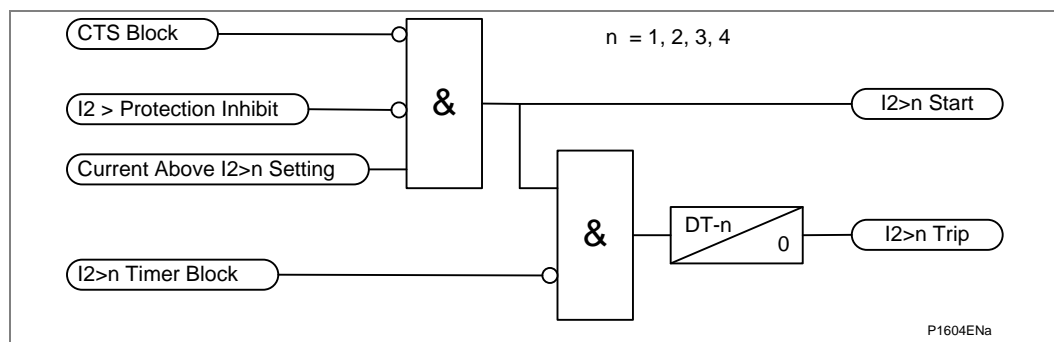 CTS Block
n = 1, 2, 3, 4
I2 > Protection Inhibit
&
I2>n Start
Current Above I2>n Setting
&
DT-n
0
I2>n Trip
I2>n Timer Block
P1604ENa